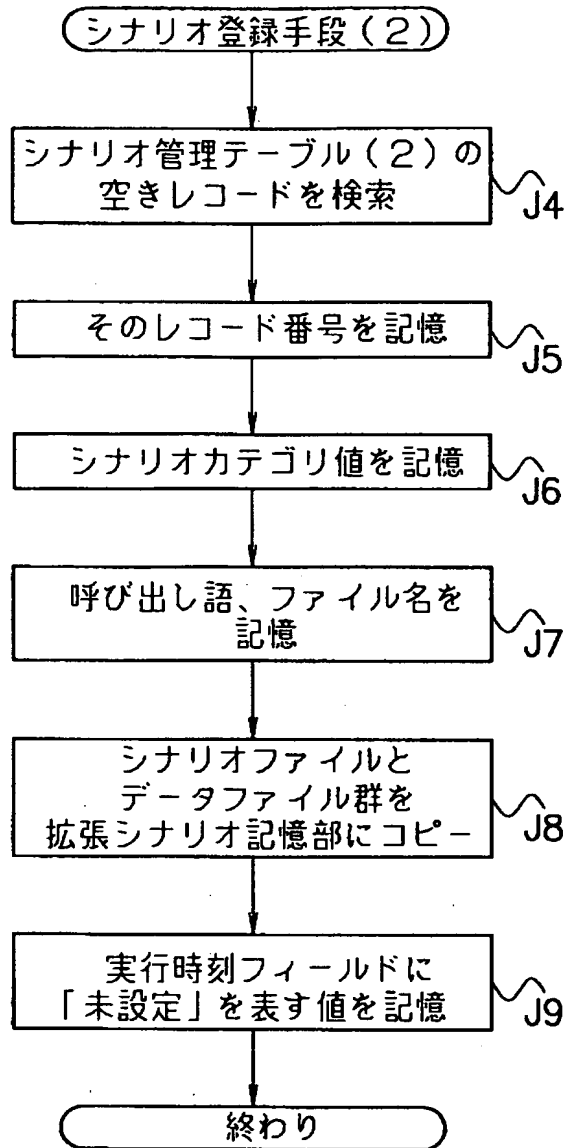 シナリオ登録手段(2)
シナリオ管理テーブル(2)の
空きレコードを検索
J4
そのレコード番号を記憶
J5
シナリオカテゴリ値を記憶
J6
呼び出し語、ファイル名を
記憶
J7
シナリオファイルと
データファイル群を
拡張シナリオ記憶部にコピー
J8
実行時刻フィールドに
「未設定」を表す値を記憶
J9
終わり